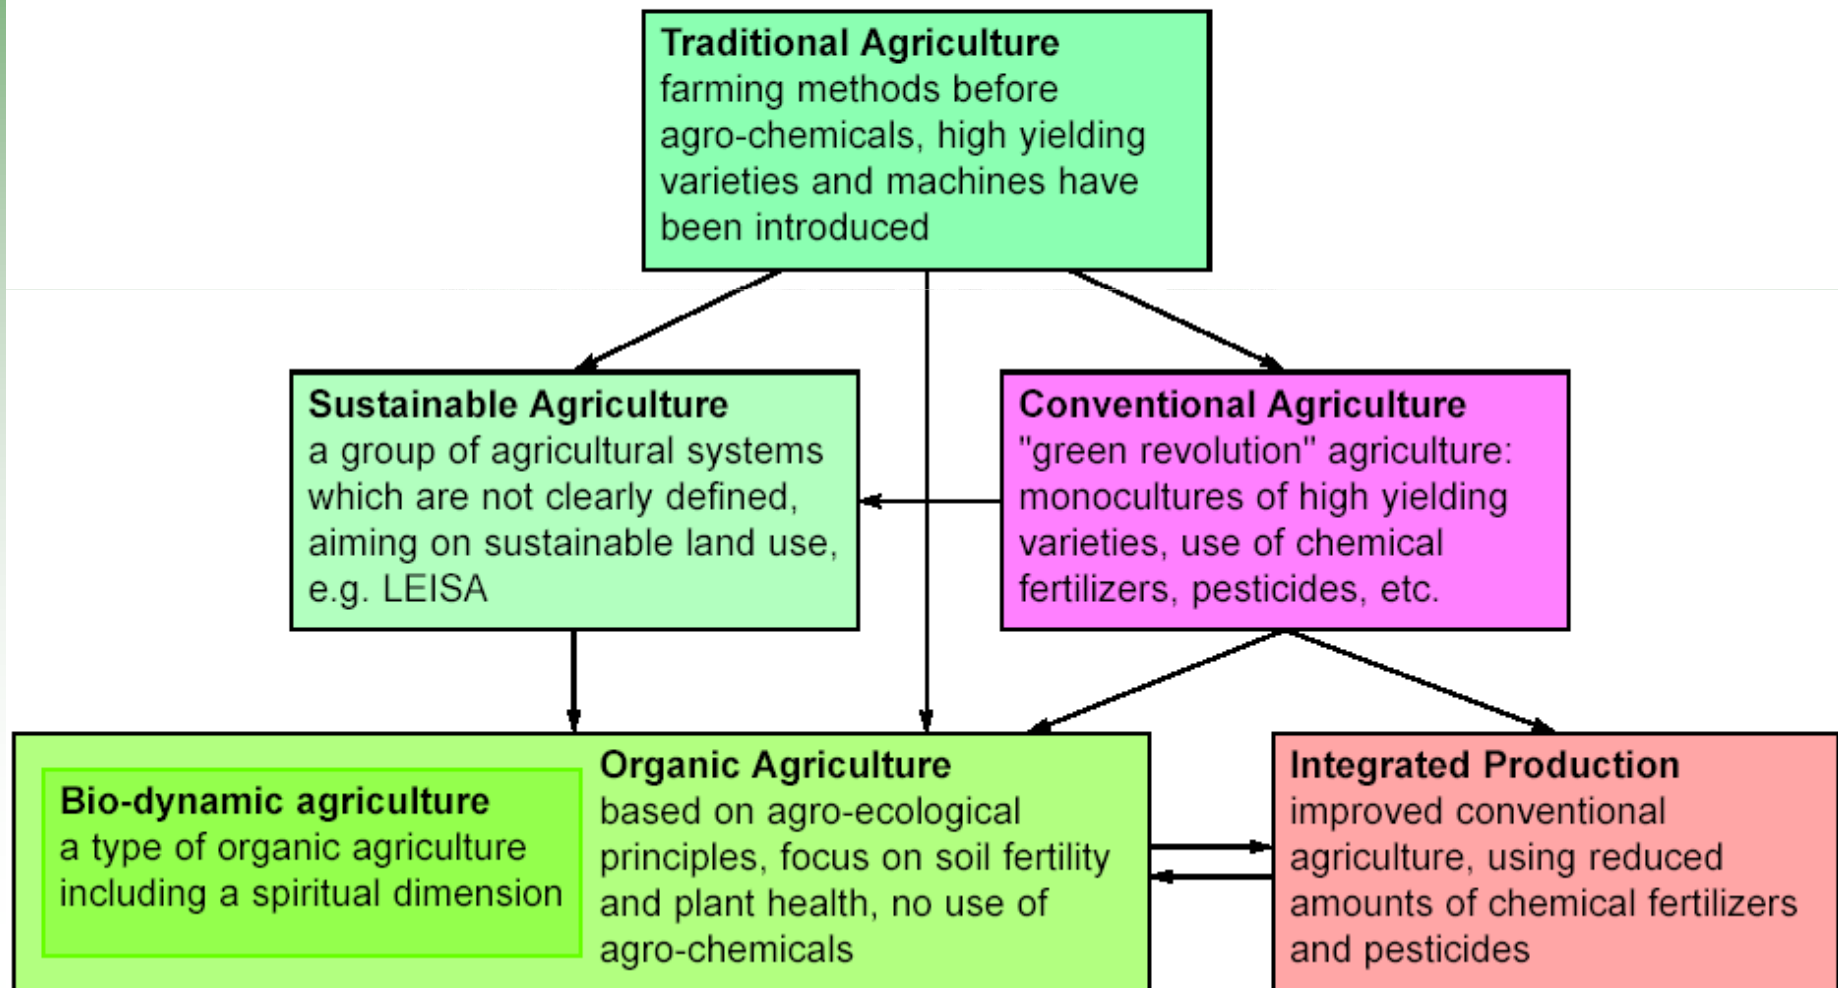 Traditional Agriculture
farming methods before
agro-chemicals, high yielding
varieties and machines have
been introduced
Sustainable Agriculture
a group of agricultural systems
which are not clearly defined,
aiming on sustainable land use,
e.g. LEISA
Conventional Agriculture
"green revolution" agriculture:
monocultures of high yielding
varieties, use of chemical
fertilizers, pesticides, etc.
Bio-dynamic agriculture
a type of organic agriculture
including a spiritual dimension
Organic Agriculture
based on agro-ecological
principles, focus on soil fertility
and plant health, no use of
agro-chemicals
Integrated Production
improved conventional
agriculture, using reduced
amounts of chemical fertilizers
and pesticides